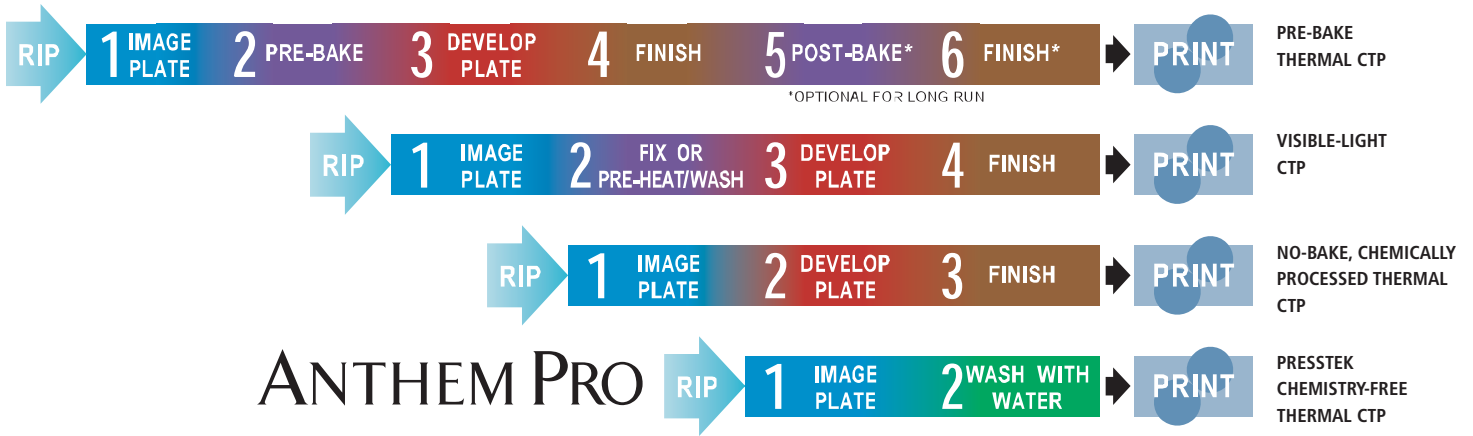 RIP 1 IMAGE PLATE 2 PRE-BAKE 3 DEVELOP PLATE 4 FINISH 5 POST-BAKE* 6 FINISH* PRINT
*OPTIONAL FOR LONG RUN
PRE-BAKE
THERMAL CTP
RIP 1 IMAGE PLATE 2 FIX OR PRE-HEAT/WASH 3 DEVELOP PLATE 4 FINISH PRINT
VISIBLE-LIGHT
CTP
RIP 1 IMAGE PLATE 2 DEVELOP PLATE 3 FINISH PRINT
NO-BAKE, CHEMICALLY
PROCESSED THERMAL
CTP
ANTHEM PRO RIP 1 IMAGE PLATE 2 WASH WITH WATER PRINT
PRESSTEK
CHEMISTRY-FREE
THERMAL CTP